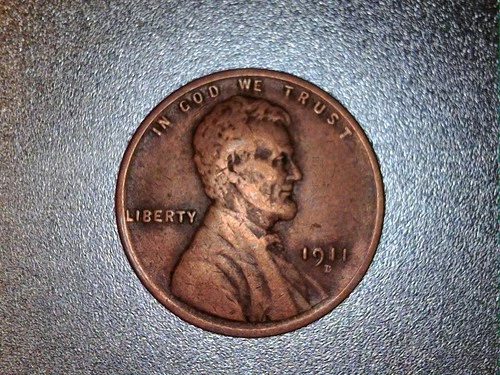 IN GOD WE TRUST
LIBERTY
1911
D